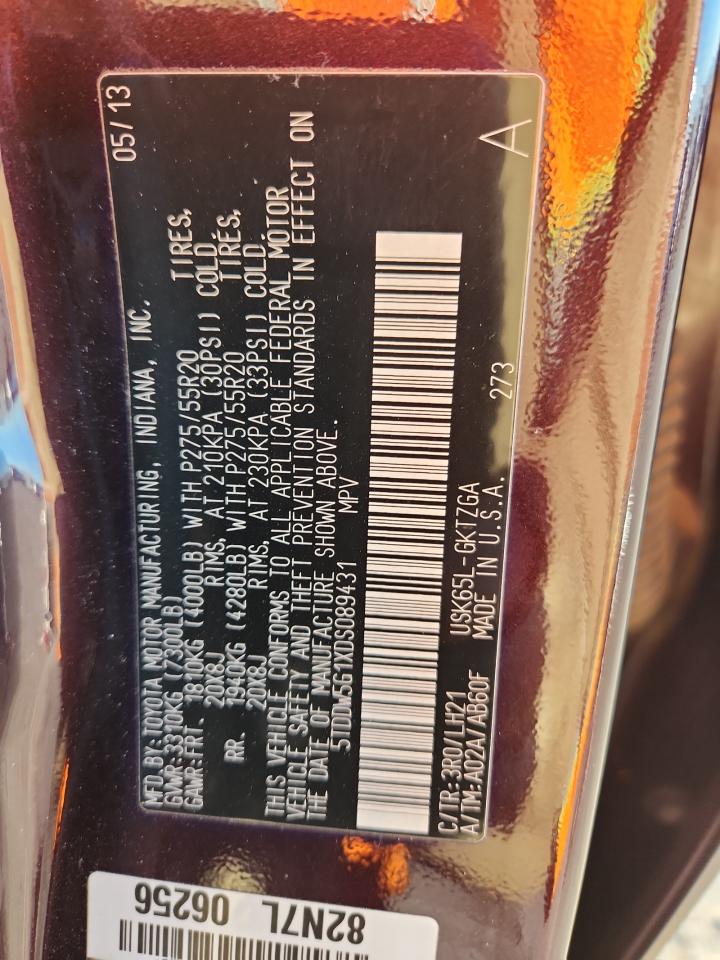 MFD.BY:TOYOTA MOTOR MANUFACTURING, INDIANA, INC. 05/13
GVWR:3310KG (7300LB)
GAWR:FRT. 1810KG (4000LB) WITH P275/55R20 TIRES,
20X8J RIMS, AT 210KPA (30PSI) COLD
RR. 1940KG (4280LB) WITH P275/55R20 TIRES,
20X8J RIMS, AT 230KPA (33PSI) COLD.
THIS VEHICLE CONFORMS TO ALL APPLICABLE FEDERAL MOTOR
VEHICLE SAFETY AND THEFT PREVENTION STANDARDS IN EFFECT ON
THE DATE OF MANUFACTURE SHOWN ABOVE.
5TDDW5G1XDS089431 MPV
C/TR:3R0/LH21 USK65L-GKTZGA
A/TM:A02A/AB60F MADE IN U.S.A. 273 A
82N7L 06256